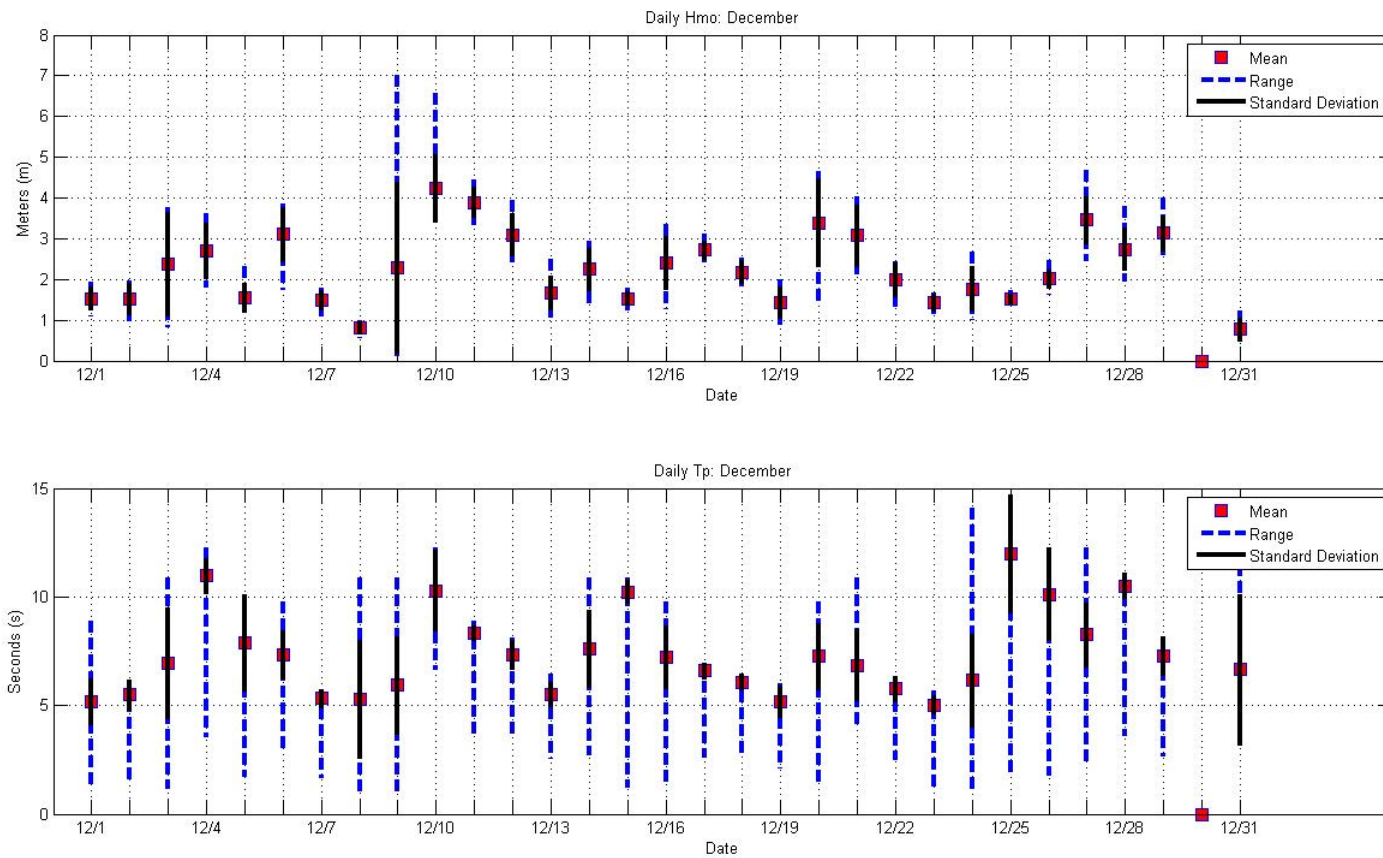 Daily Hmo: December
8
7
6
5
4
3
2
1
0
Meters (m)
Mean
Range
Standard Deviation
12/1 12/4 12/7 12/10 12/13 12/16 12/19 12/22 12/25 12/28 12/31
Date
Daily Tp: December
15
10
5
0
Seconds (s)
Mean
Range
Standard Deviation
12/1 12/4 12/7 12/10 12/13 12/16 12/19 12/22 12/25 12/28 12/31
Date